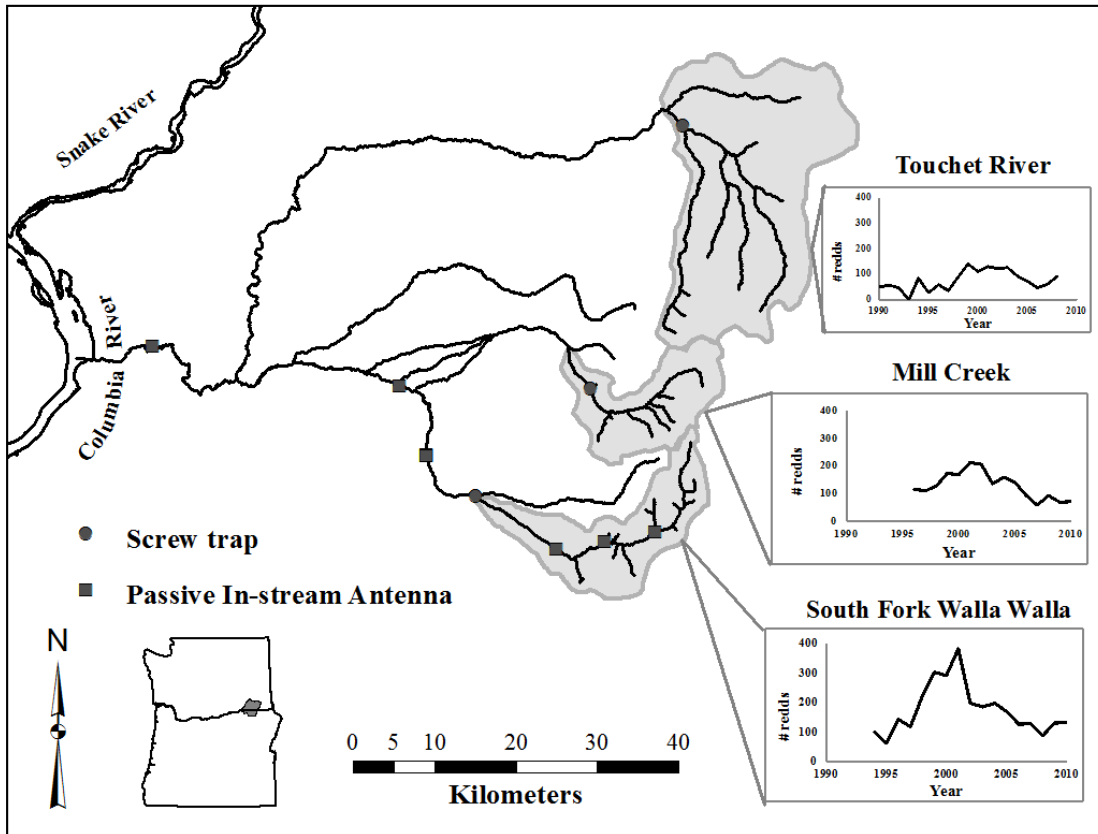 Snake River
Columbia River
Touchet River
# redds
400
300
200
100
0
1990
1995
2000
2005
2010
Year
Mill Creek
# redds
400
300
200
100
0
1990
1995
2000
2005
2010
Year
South Fork Walla Walla
# redds
400
300
200
100
0
1990
1995
2000
2005
2010
Year
Screw trap
Passive In-stream Antenna
N
0 5 10 20 30 40
Kilometers